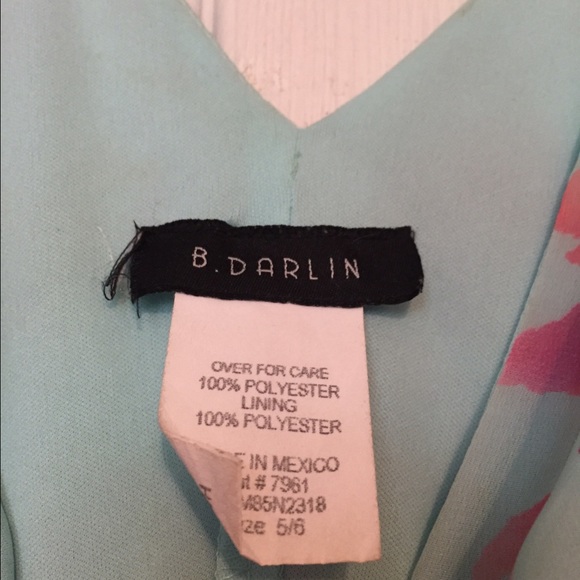 B. DARLIN
OVER FOR CARE
100% POLYESTER
LINING
100% POLYESTER
IN MEXICO
# 7961
M85N2318
5/6